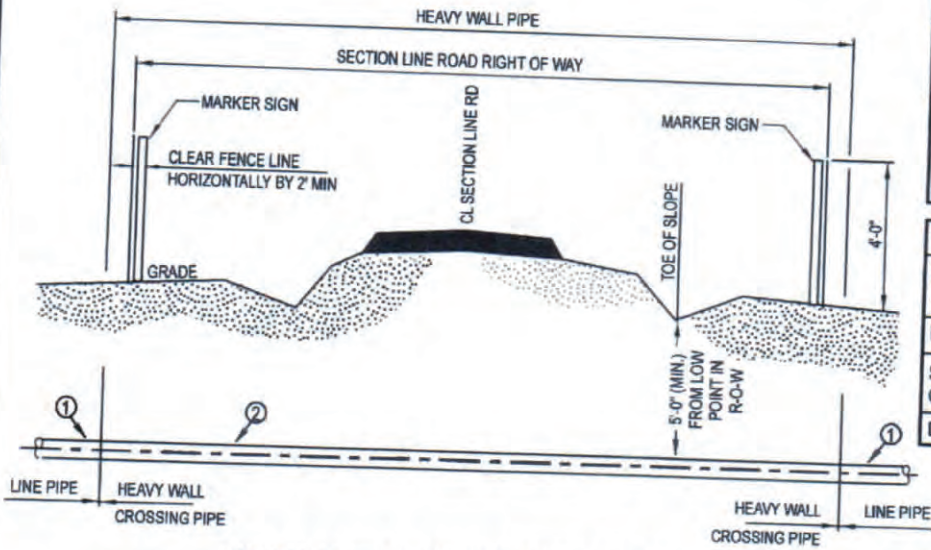 HEAVY WALL PIPE
SECTION LINE ROAD RIGHT OF WAY
MARKER SIGN
CL SECTION LINE RD
MARKER SIGN
CLEAR FENCE LINE
HORIZONTALLY BY 2' MIN
TOE OF SLOPE
4'-0"
GRADE
5'-0" (MIN.)
FROM LOW
POINT IN
R-O-W
1
2
1
LINE PIPE
HEAVY WALL
CROSSING PIPE
HEAVY WALL
CROSSING PIPE
LINE PIPE